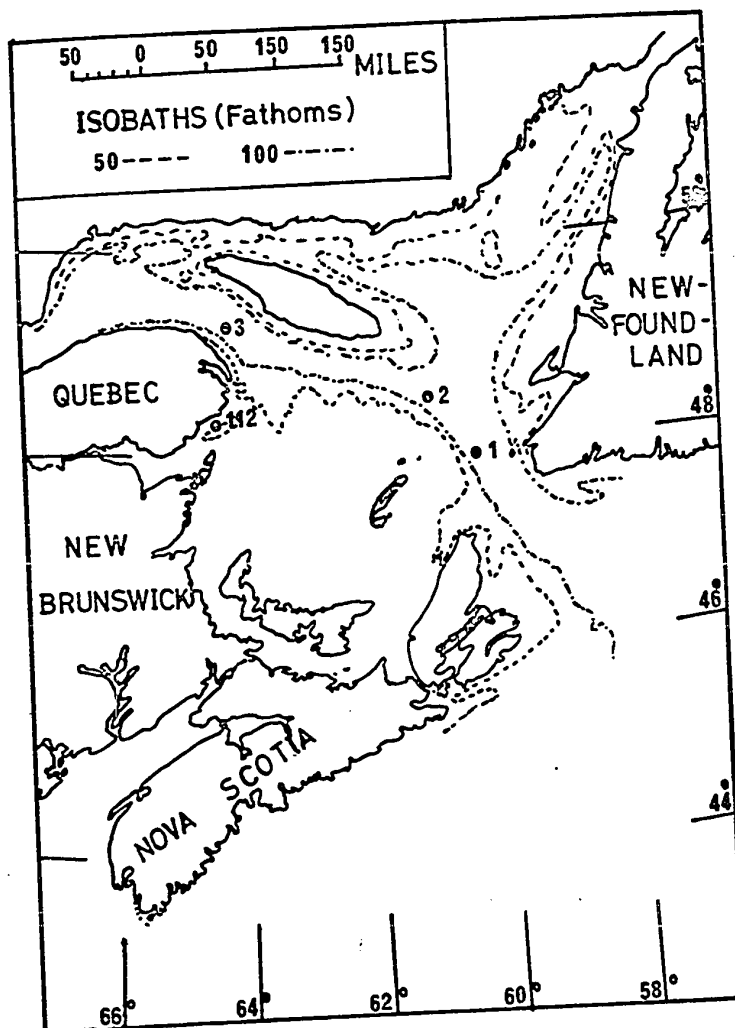 50 0 50 150 150 MILES
ISOBATHS (Fathoms)
50 100
NEW-
FOUND-
LAND
3
QUEBEC
2
48°
112
1
NEW
BRUNSWICK
46°
NOVA SCOTIA
44°
66° 64° 62° 60° 58°